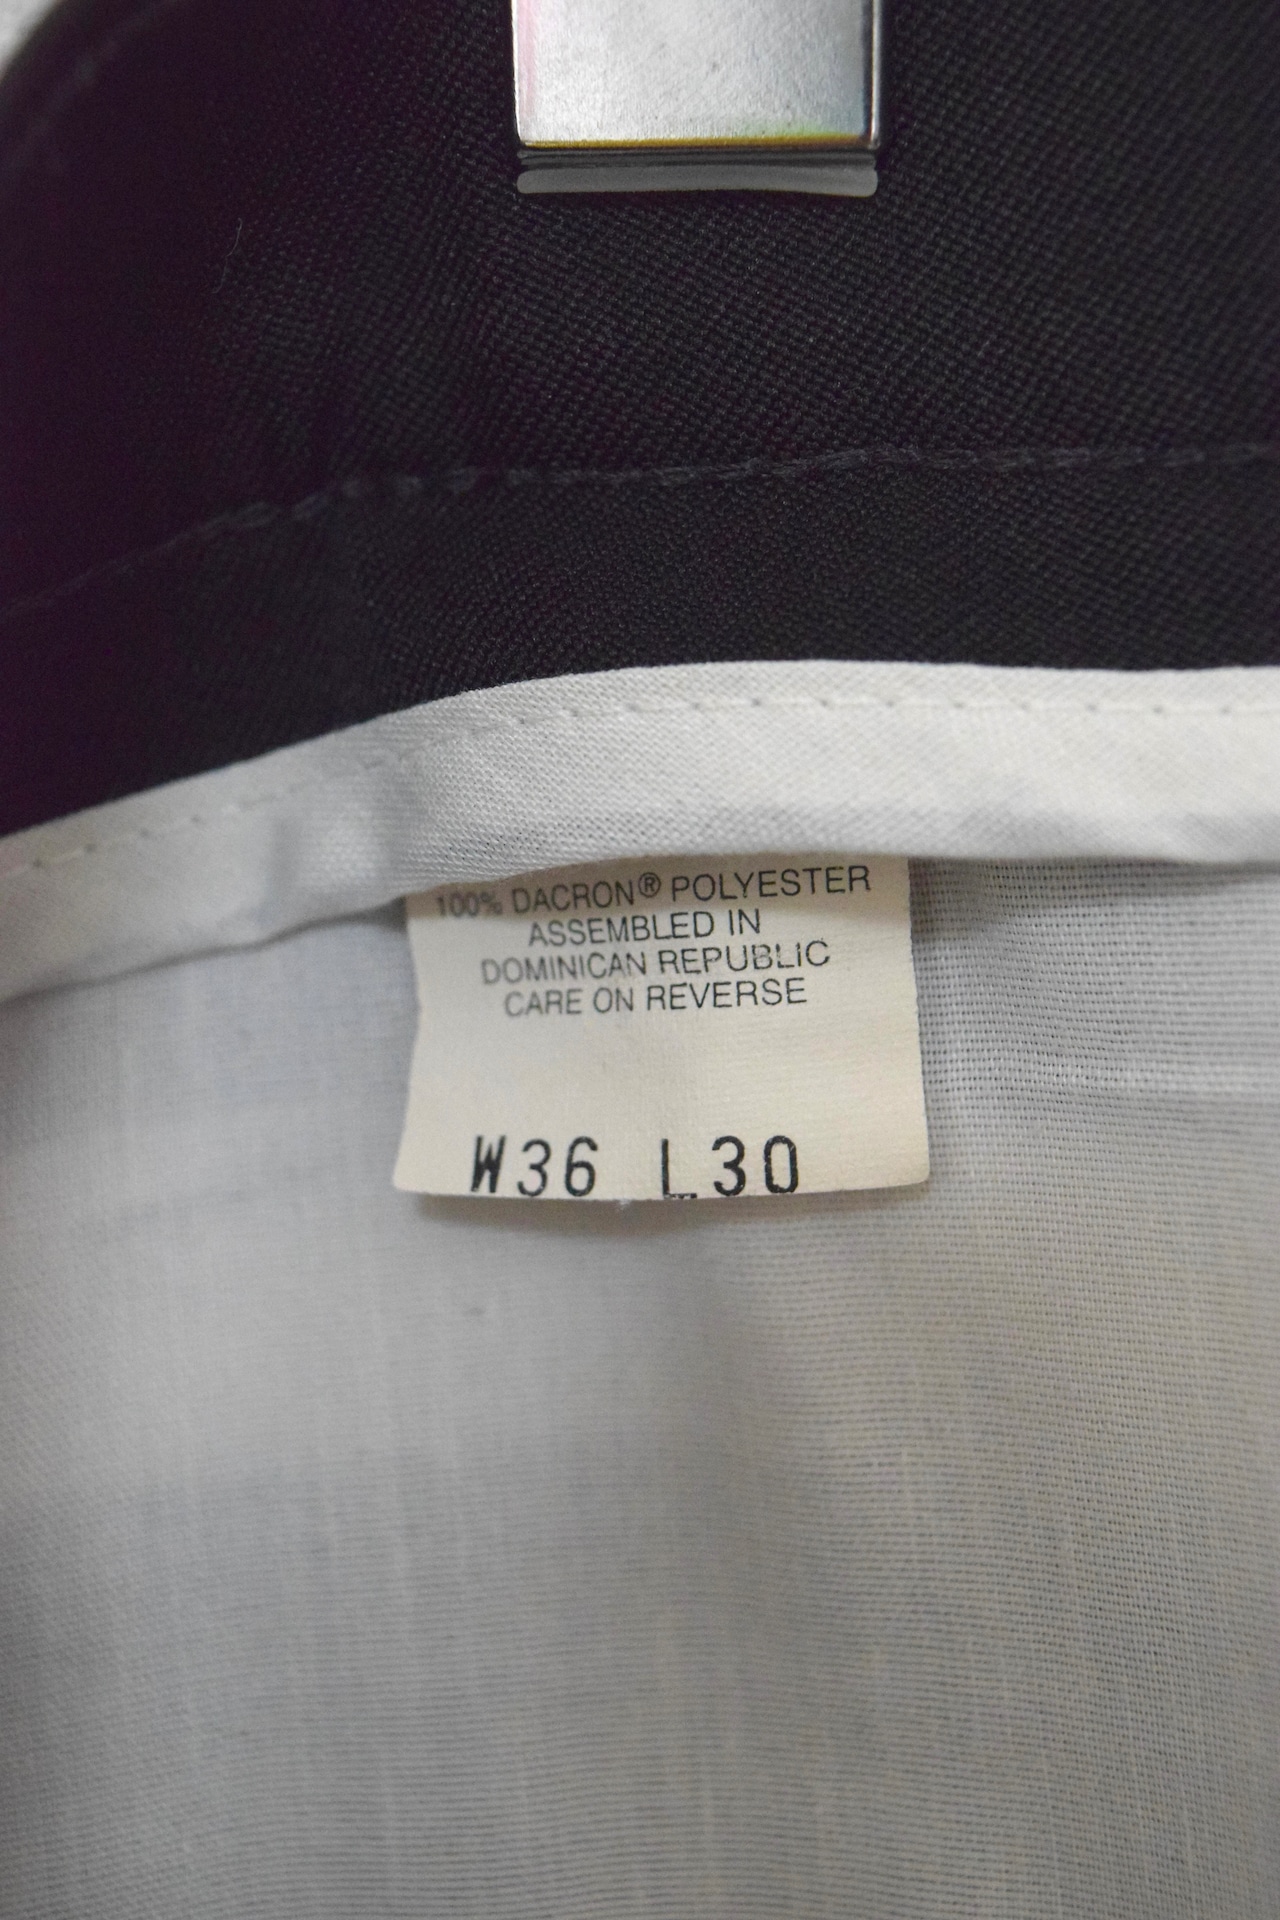 100% DACRON® POLYESTER
ASSEMBLED IN
DOMINICAN REPUBLIC
CARE ON REVERSE
W36 L30